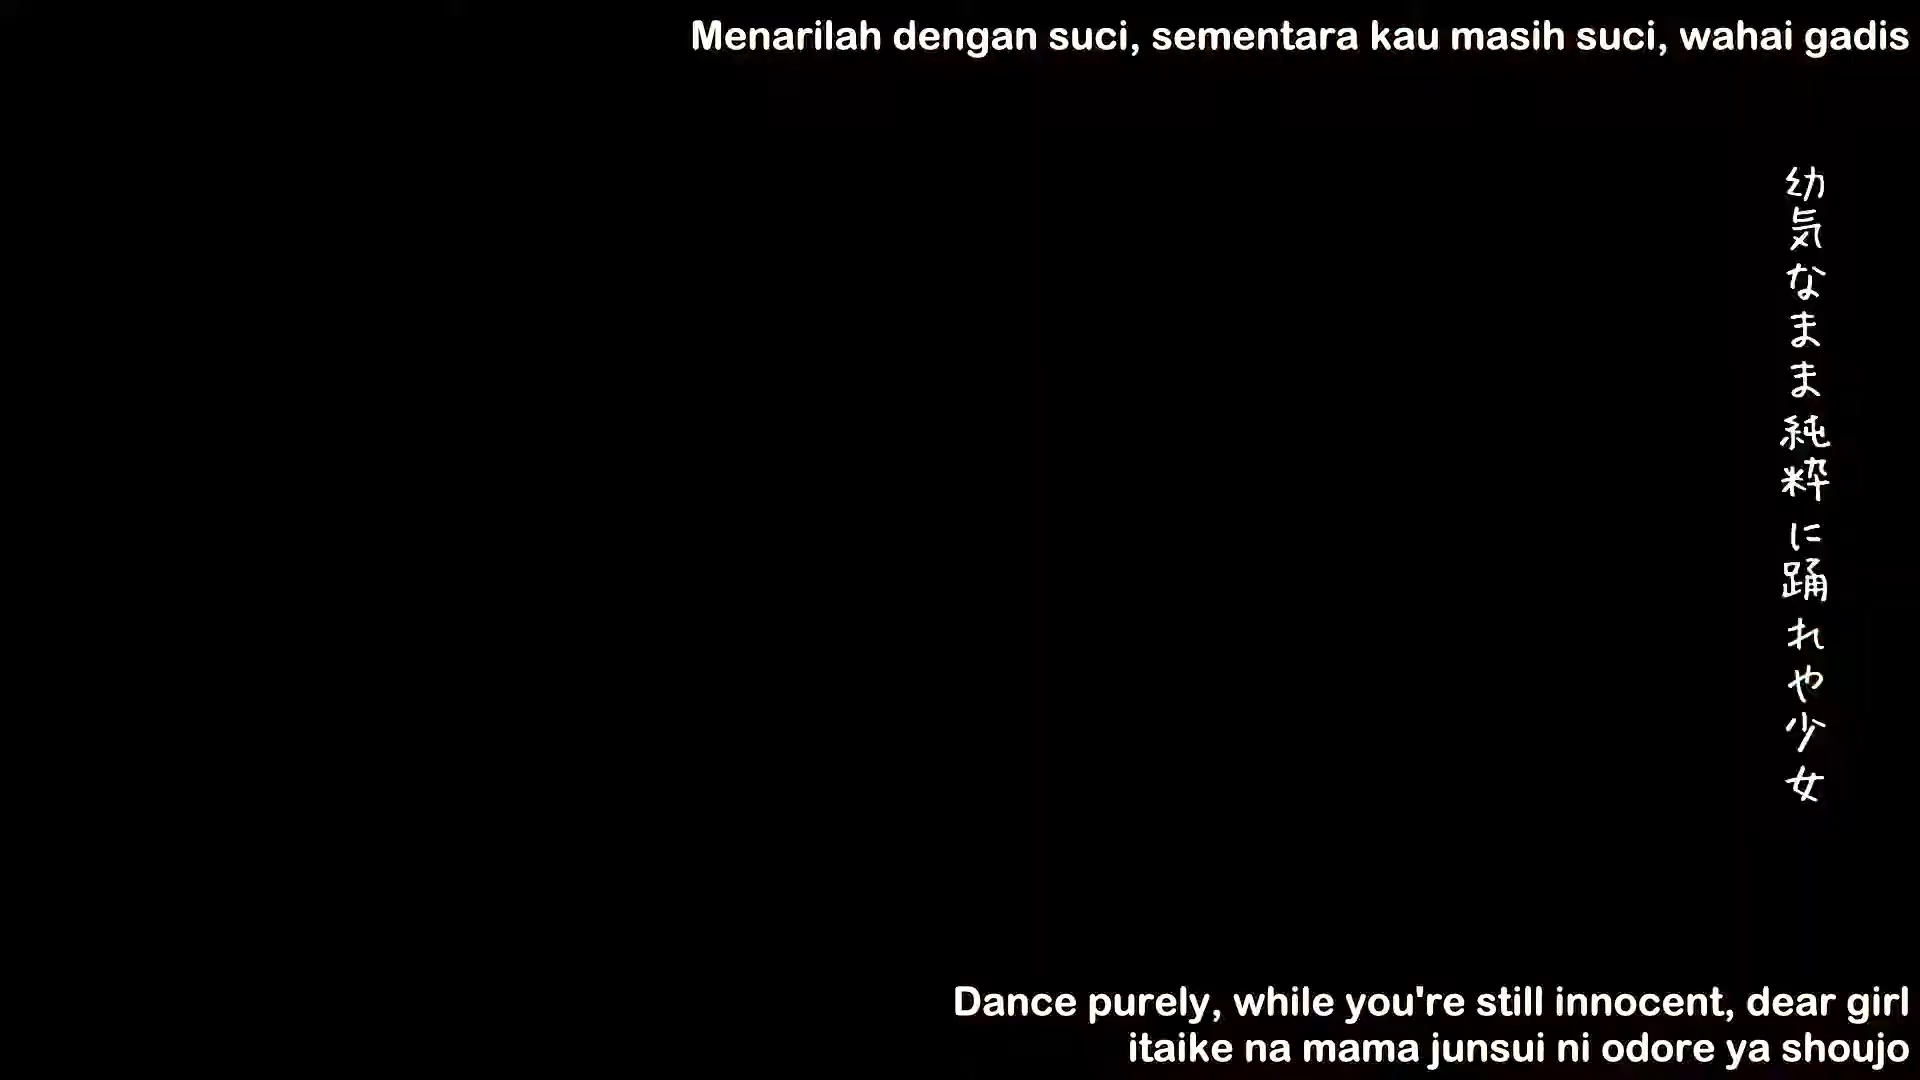 Menarilah dengan suci, sementara kau masih suci, wahai gadis
幼気なまま純粋に踊れや少女
Dance purely, while you're still innocent, dear girl
itaike na mama junsui ni odore ya shoujo